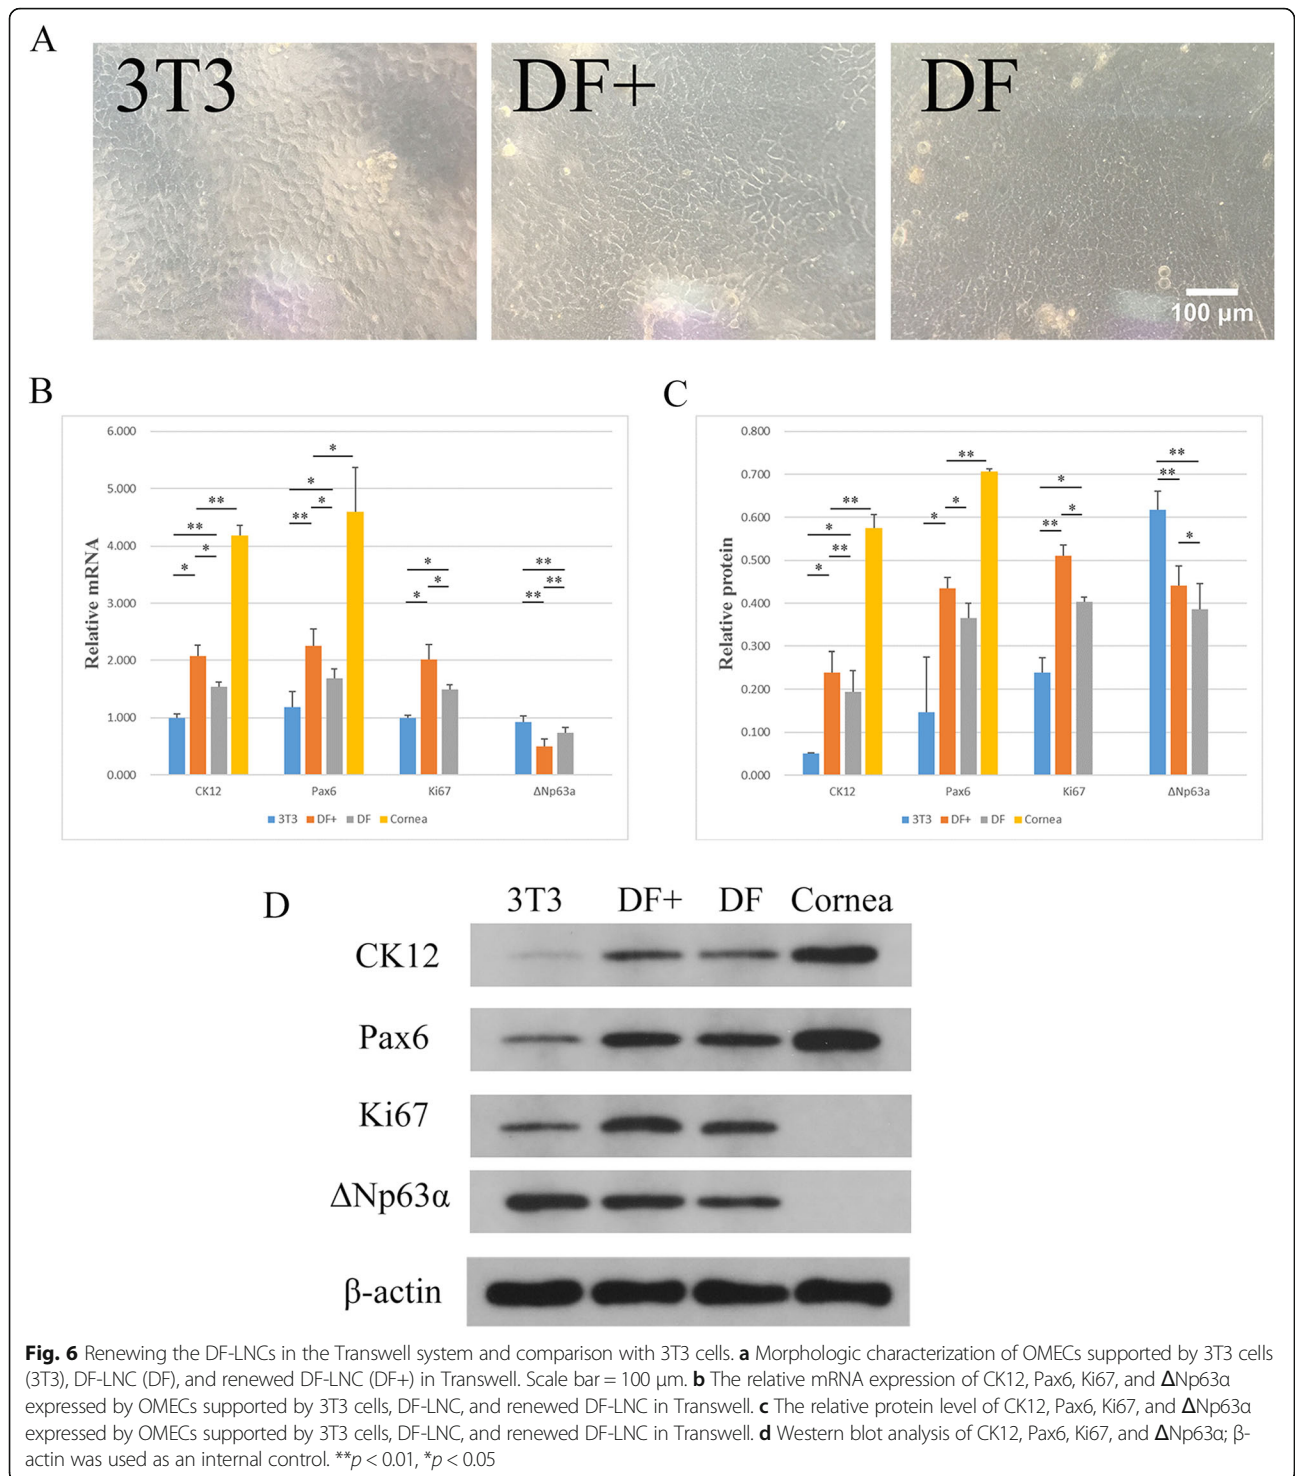 A
3T3
DF+
DF
100 µm
B
Relative mRNA
6.000
5.000
4.000
3.000
2.000
1.000
0.000
** ** * * * * ** * * * * ** ** **
CK12 Pax6 Ki67 ΔNp63a
3T3 DF+ DF Cornea
C
Relative protein
0.800
0.700
0.600
0.500
0.400
0.300
0.200
0.100
0.000
** * ** * ** * * * * ** ** ** *
CK12 Pax6 Ki67 ΔNp63a
3T3 DF+ DF Cornea
D
3T3 DF+ DF Cornea
CK12
Pax6
Ki67
ΔNp63α
β-actin
Fig. 6 Renewing the DF-LNCs in the Transwell system and comparison with 3T3 cells. a Morphologic characterization of OMECs supported by 3T3 cells
(3T3), DF-LNC (DF), and renewed DF-LNC (DF+) in Transwell. Scale bar = 100 μm. b The relative mRNA expression of CK12, Pax6, Ki67, and ΔNp63α
expressed by OMECs supported by 3T3 cells, DF-LNC, and renewed DF-LNC in Transwell. c The relative protein level of CK12, Pax6, Ki67, and ΔNp63α
expressed by OMECs supported by 3T3 cells, DF-LNC, and renewed DF-LNC in Transwell. d Western blot analysis of CK12, Pax6, Ki67, and ΔNp63α; β-
actin was used as an internal control. **p < 0.01, *p < 0.05